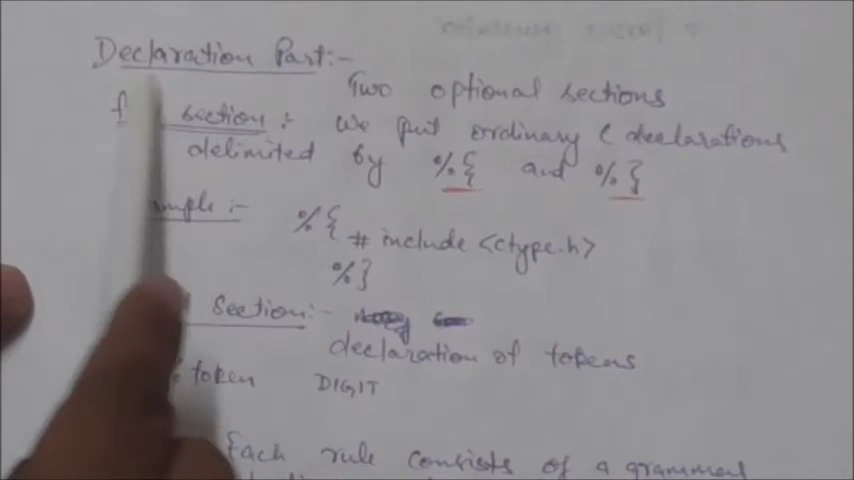 Declaration Part:-
Two optional sections
section :- We put ordinary C declarations
delimited by %{ and %}
%{
# include <ctype.h>
%}
Section:-
declaration of tokens
token DIGIT
Each rule consists of a grammar